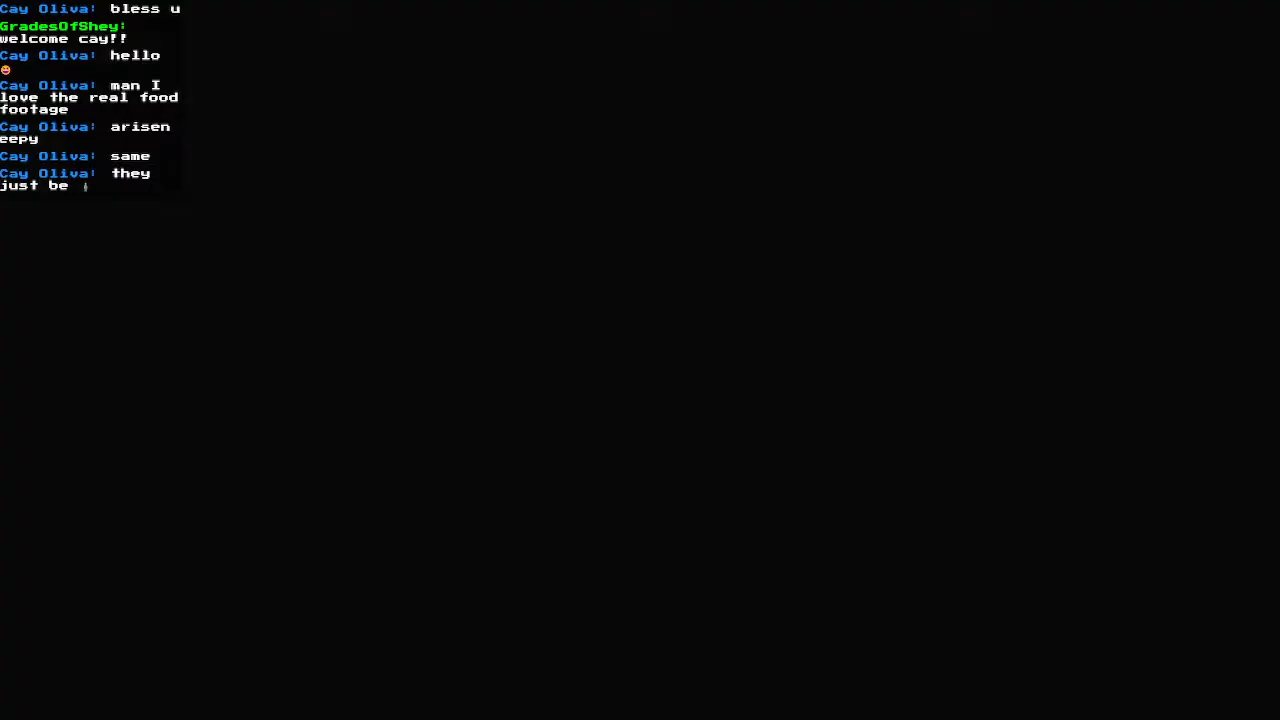 Cay Oliva: bless u
GradesOfShey:
welcome cay!!
Cay Oliva: hello
😄
Cay Oliva: man I
love the real food
footage
Cay Oliva: arisen
eepy
Cay Oliva: same
Cay Oliva: they
just be